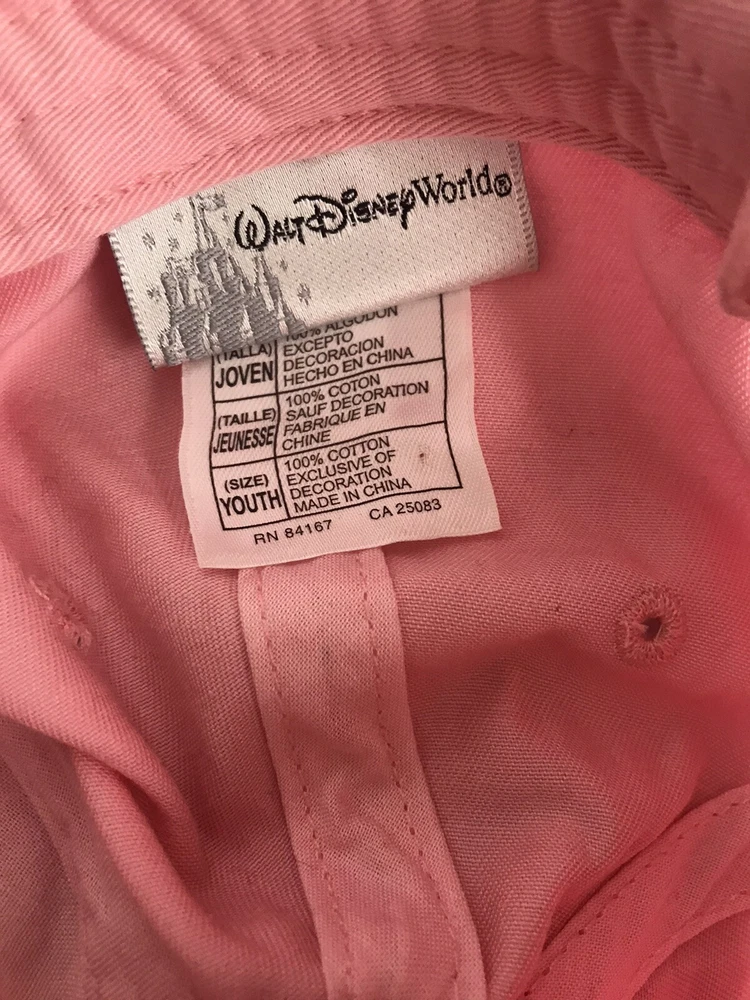 WALT DISNEY World®
100% ALGODON
(TALLA) EXCEPTO
JOVEN DECORACION
HECHO EN CHINA
(TAILLE) 100% COTON
JEUNESSE SAUF DECORATION
FABRIQUE EN
CHINE
(SIZE) 100% COTTON
YOUTH EXCLUSIVE OF
DECORATION
MADE IN CHINA
RN 84167 CA 25083